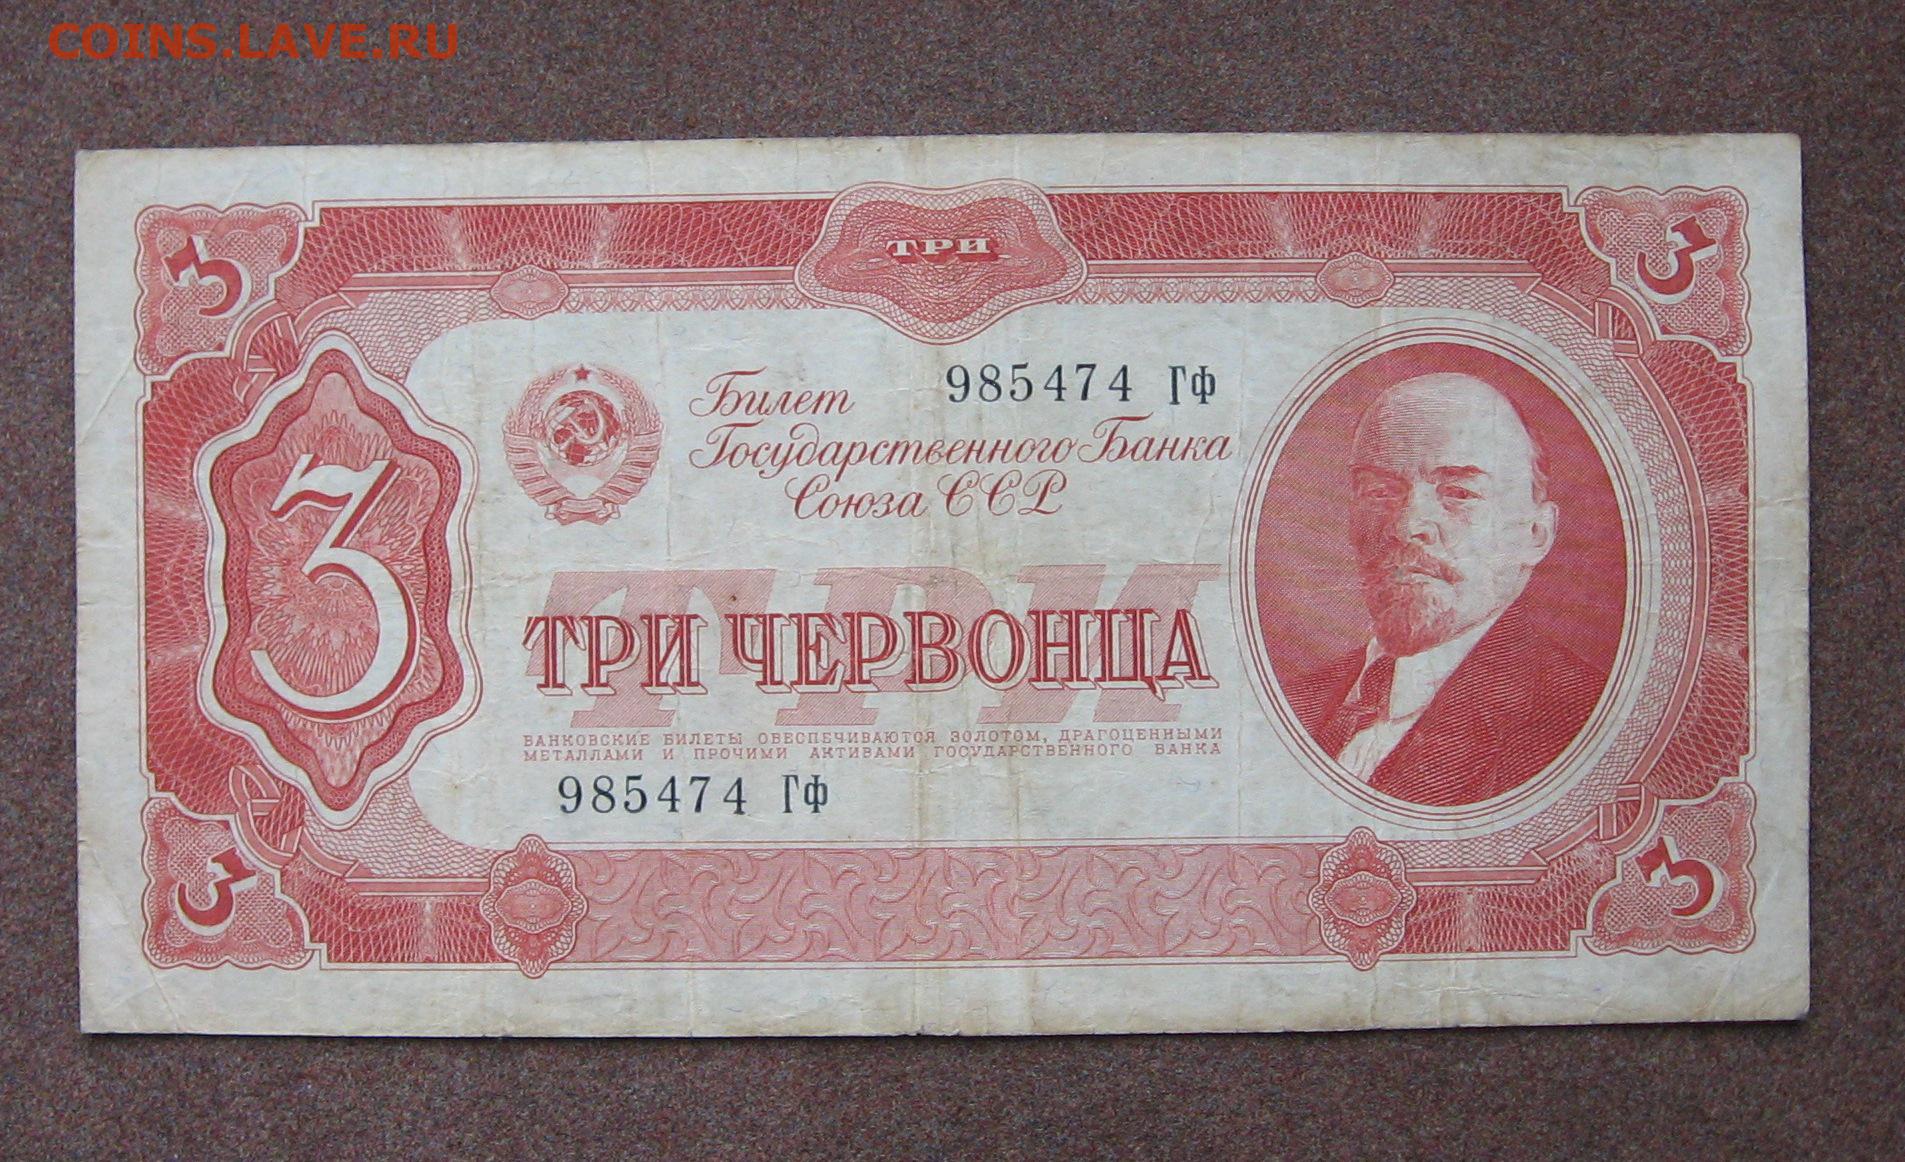 COINS.LAVE.RU
3
ТРИ
3
985474 ГФ
Билет
Государственного Банка
Союза ССР
3
ТРИ
ТРИ ЧЕРВОНЦА
БАНКОВСКИЕ БИЛЕТЫ ОБЕСПЕЧИВАЮТСЯ ЗОЛОТОМ, ДРАГОЦЕННЫМИ
МЕТАЛЛАМИ И ПРОЧИМИ АКТИВАМИ ГОСУДАРСТВЕННОГО БАНКА
985474 ГФ
3
3